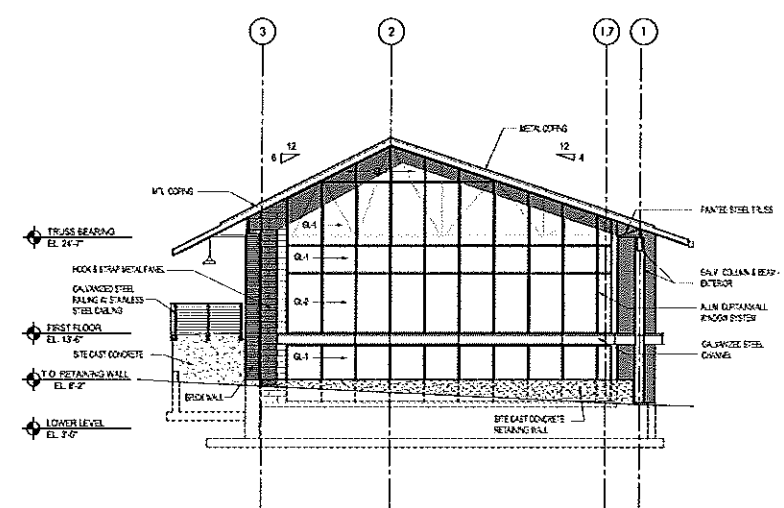 3
2
1.7
1
12
6
METAL COPING
12
4
MTL COPING
PAINTED STEEL TRUSS
TRUSS BEARING
EL. 24'-7"
GL-1
HOOK & STRAP METAL PANEL
GL-1
GALV. COLUMN & BEAM -
EXTERIOR
GALVANIZED STEEL
RAILING W/ STAINLESS
STEEL CABLING
GL-2
ALUM. CURTAINWALL
WINDOW SYSTEM
FIRST FLOOR
EL. 13'-6"
GALVANIZED STEEL
CHANNEL
SITE CAST CONCRETE
GL-1
T.O. RETAINING WALL
EL. 8'-2"
BRICK WALL
SITE CAST CONCRETE
RETAINING WALL
LOWER LEVEL